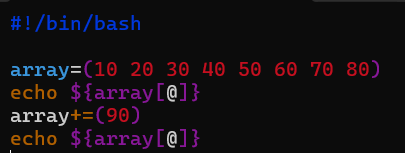 #!/bin/bash
array=(10 20 30 40 50 60 70 80)
echo ${array[@]}
array+=(90)
echo ${array[@]}